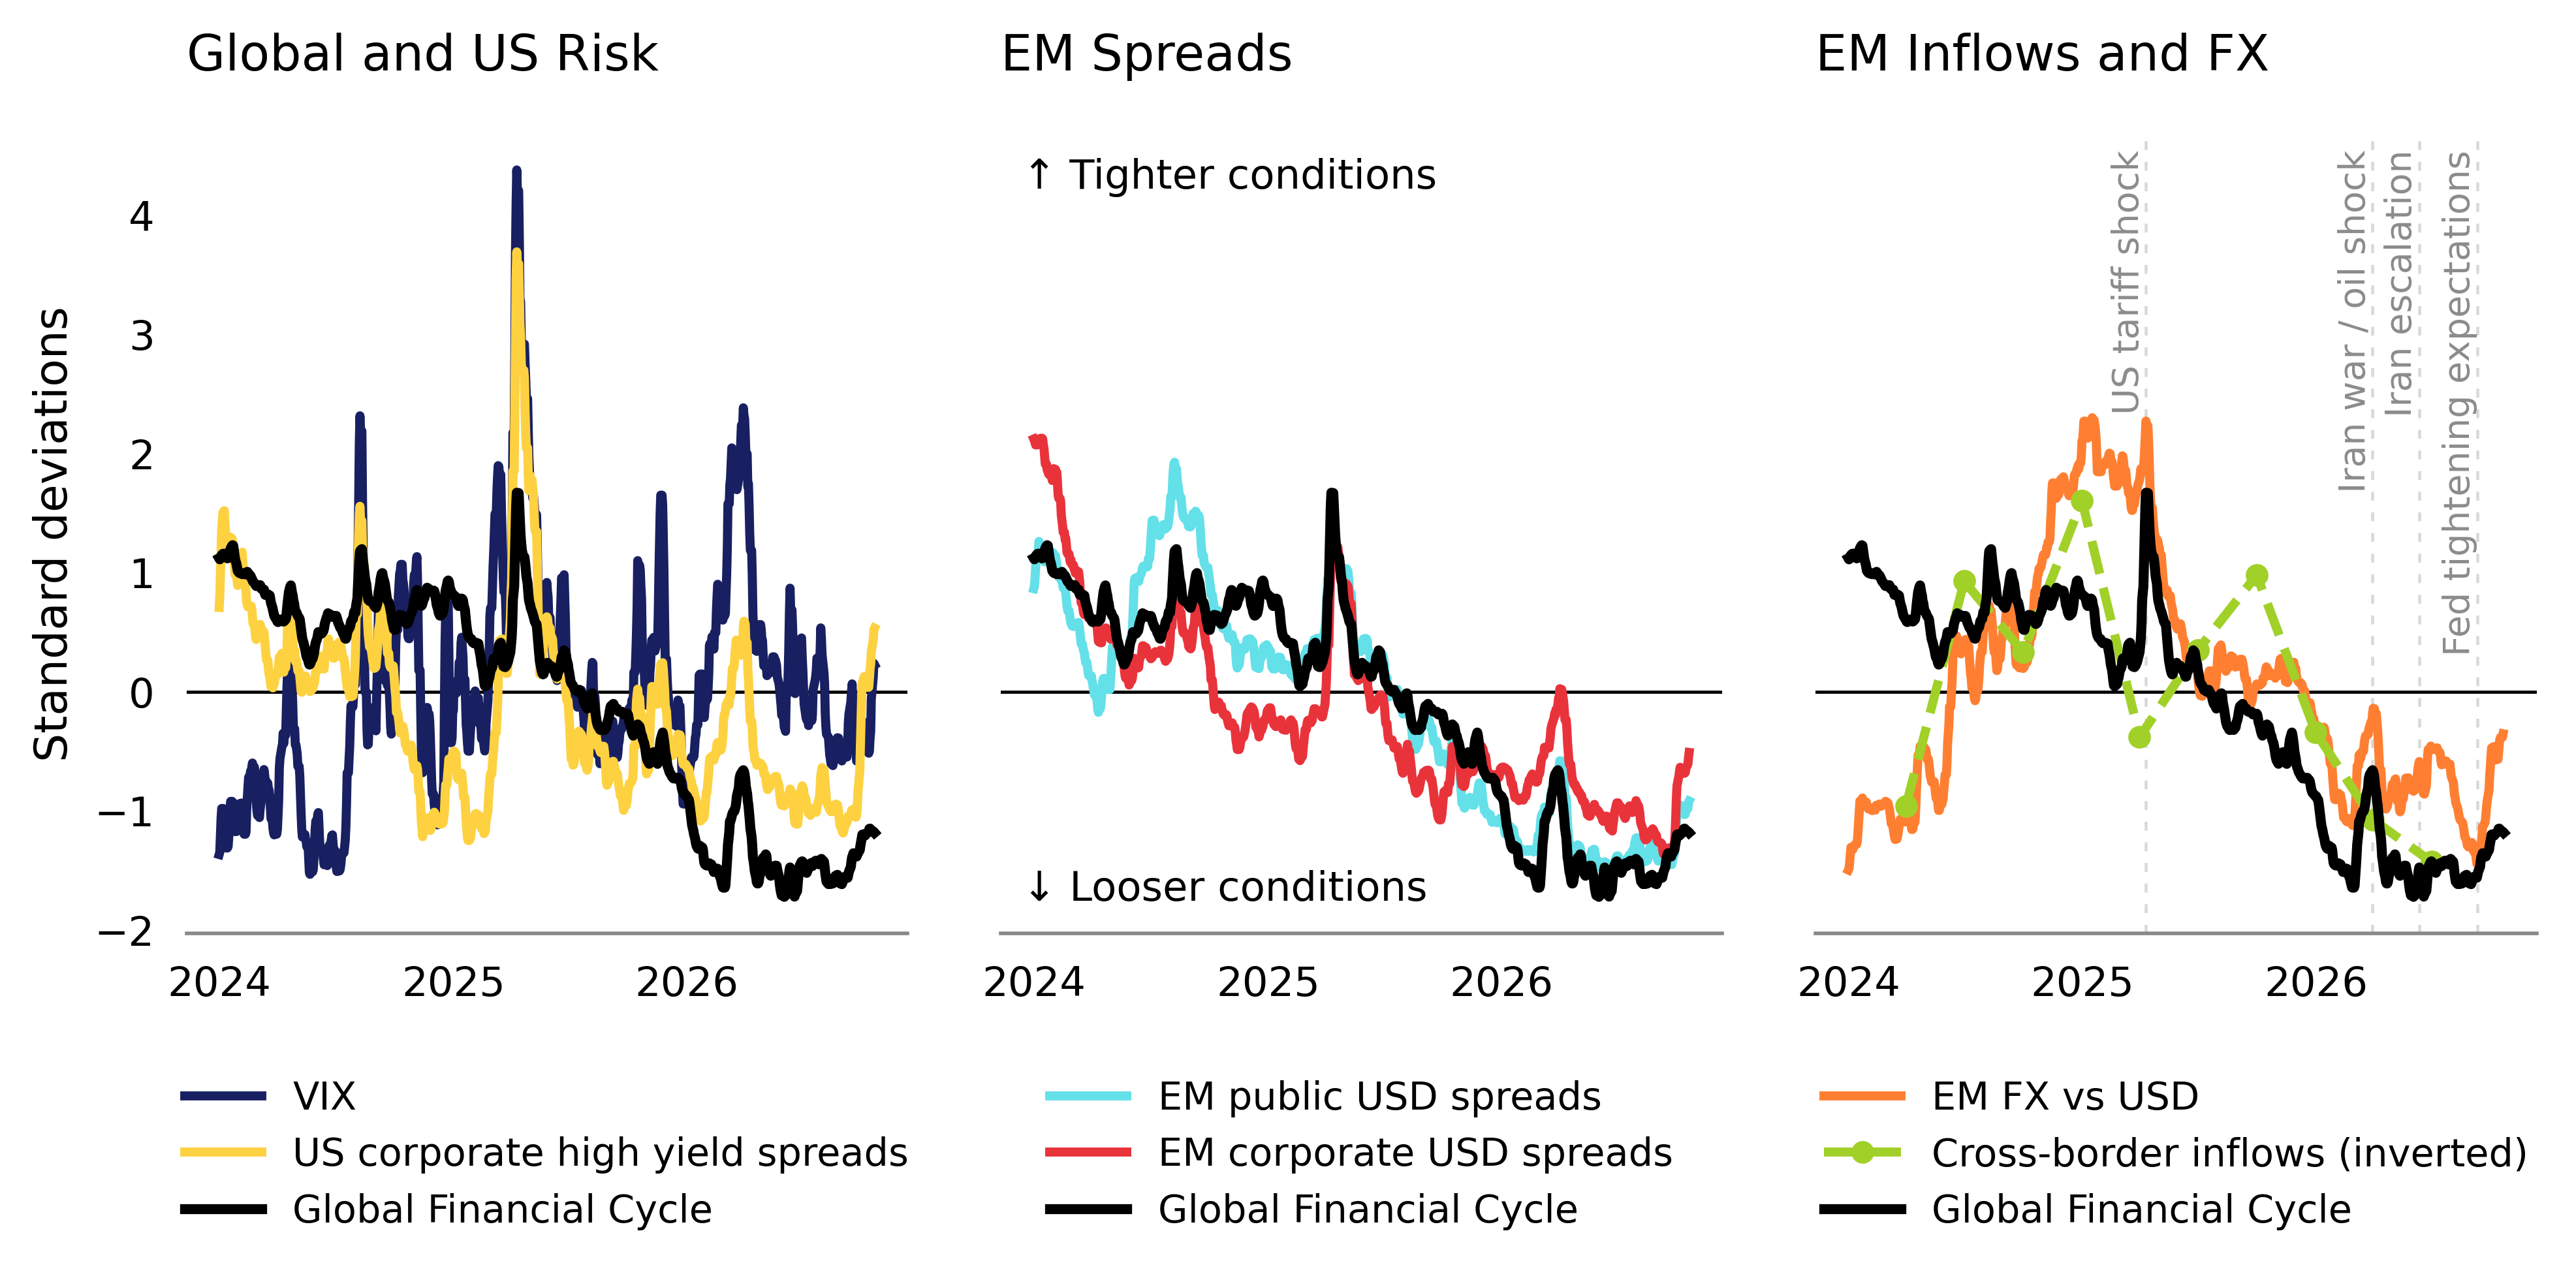 Global and US Risk
EM Spreads
EM Inflows and FX
Standard deviations
4
3
2
1
0
−1
−2
↑ Tighter conditions
↓ Looser conditions
US tariff shock
Iran war / oil shock
Iran escalation
Fed tightening expectations
2024 2025 2026
2024 2025 2026
2024 2025 2026
VIX
US corporate high yield spreads
Global Financial Cycle
EM public USD spreads
EM corporate USD spreads
Global Financial Cycle
EM FX vs USD
Cross-border inflows (inverted)
Global Financial Cycle